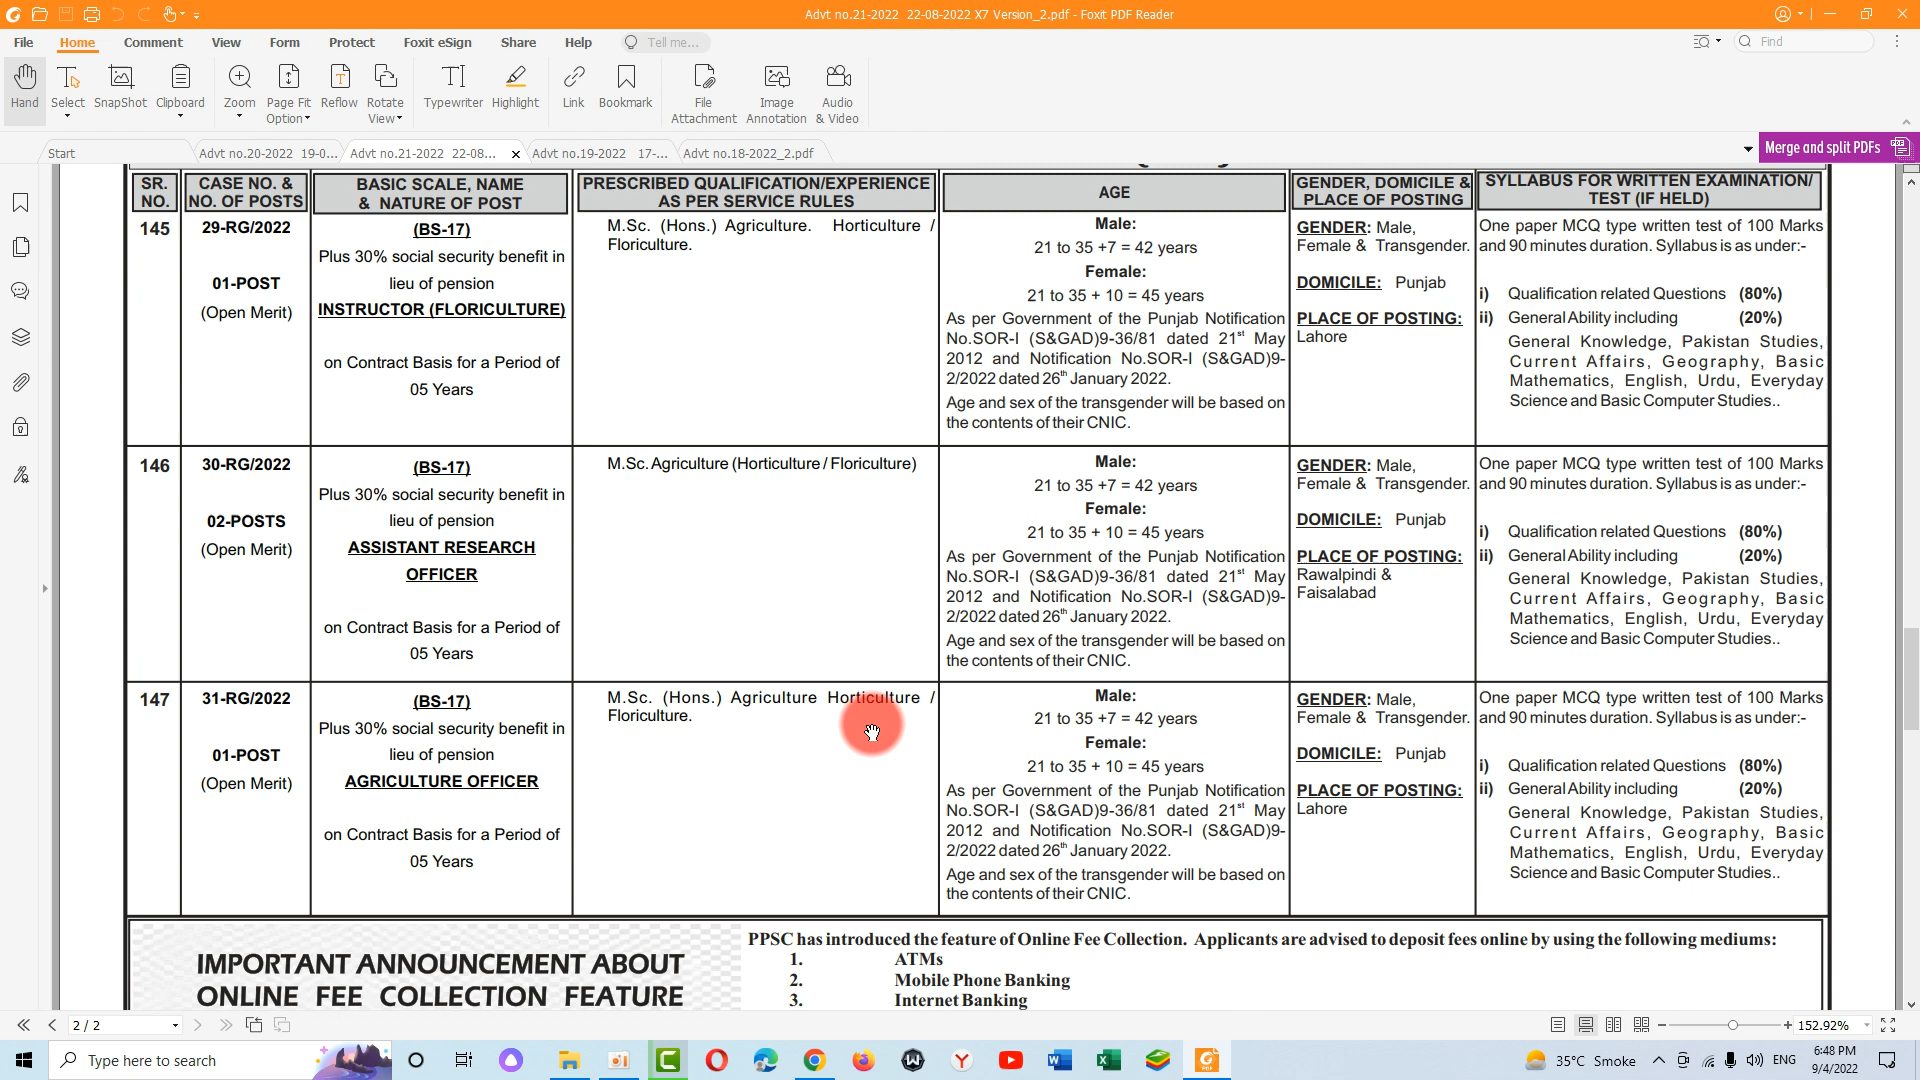 Advt no.21-2022 22-08-2022 X7 Version_2.pdf - Foxit PDF Reader
File Home Comment View Form Protect Foxit eSign Share Help Tell me... Find
Hand Select SnapShot Clipboard Zoom Page Fit Option Reflow Rotate View Typewriter Highlight Link Bookmark File Attachment Image Annotation Audio & Video
Start Advt no.20-2022 19-0... Advt no.21-2022 22-08... Advt no.19-2022 17-... Advt no.18-2022_2.pdf Merge and split PDFs
SR. NO.
CASE NO. & NO. OF POSTS
BASIC SCALE, NAME & NATURE OF POST
PRESCRIBED QUALIFICATION/EXPERIENCE AS PER SERVICE RULES
AGE
GENDER, DOMICILE & PLACE OF POSTING
SYLLABUS FOR WRITTEN EXAMINATION/ TEST (IF HELD)
145
29-RG/2022
01-POST
(Open Merit)
(BS-17)
Plus 30% social security benefit in
lieu of pension
INSTRUCTOR (FLORICULTURE)
on Contract Basis for a Period of
05 Years
M.Sc. (Hons.) Agriculture. Horticulture /
Floriculture.
Male:
21 to 35 +7 = 42 years
Female:
21 to 35 + 10 = 45 years
As per Government of the Punjab Notification
No.SOR-I (S&GAD)9-36/81 dated 21st May
2012 and Notification No.SOR-I (S&GAD)9-
2/2022 dated 26th January 2022.
Age and sex of the transgender will be based on
the contents of their CNIC.
GENDER: Male,
Female & Transgender.
DOMICILE: Punjab
PLACE OF POSTING:
Lahore
One paper MCQ type written test of 100 Marks
and 90 minutes duration. Syllabus is as under:-
i) Qualification related Questions (80%)
ii) General Ability including (20%)
General Knowledge, Pakistan Studies,
Current Affairs, Geography, Basic
Mathematics, English, Urdu, Everyday
Science and Basic Computer Studies..
146
30-RG/2022
02-POSTS
(Open Merit)
(BS-17)
Plus 30% social security benefit in
lieu of pension
ASSISTANT RESEARCH
OFFICER
on Contract Basis for a Period of
05 Years
M.Sc. Agriculture (Horticulture / Floriculture)
Male:
21 to 35 +7 = 42 years
Female:
21 to 35 + 10 = 45 years
As per Government of the Punjab Notification
No.SOR-I (S&GAD)9-36/81 dated 21st May
2012 and Notification No.SOR-I (S&GAD)9-
2/2022 dated 26th January 2022.
Age and sex of the transgender will be based on
the contents of their CNIC.
GENDER: Male,
Female & Transgender.
DOMICILE: Punjab
PLACE OF POSTING:
Rawalpindi &
Faisalabad
One paper MCQ type written test of 100 Marks
and 90 minutes duration. Syllabus is as under:-
i) Qualification related Questions (80%)
ii) General Ability including (20%)
General Knowledge, Pakistan Studies,
Current Affairs, Geography, Basic
Mathematics, English, Urdu, Everyday
Science and Basic Computer Studies..
147
31-RG/2022
01-POST
(Open Merit)
(BS-17)
Plus 30% social security benefit in
lieu of pension
AGRICULTURE OFFICER
on Contract Basis for a Period of
05 Years
M.Sc. (Hons.) Agriculture Horticulture /
Floriculture.
Male:
21 to 35 +7 = 42 years
Female:
21 to 35 + 10 = 45 years
As per Government of the Punjab Notification
No.SOR-I (S&GAD)9-36/81 dated 21st May
2012 and Notification No.SOR-I (S&GAD)9-
2/2022 dated 26th January 2022.
Age and sex of the transgender will be based on
the contents of their CNIC.
GENDER: Male,
Female & Transgender.
DOMICILE: Punjab
PLACE OF POSTING:
Lahore
One paper MCQ type written test of 100 Marks
and 90 minutes duration. Syllabus is as under:-
i) Qualification related Questions (80%)
ii) General Ability including (20%)
General Knowledge, Pakistan Studies,
Current Affairs, Geography, Basic
Mathematics, English, Urdu, Everyday
Science and Basic Computer Studies..
IMPORTANT ANNOUNCEMENT ABOUT
ONLINE FEE COLLECTION FEATURE
PPSC has introduced the feature of Online Fee Collection. Applicants are advised to deposit fees online by using the following mediums:
1. ATMs
2. Mobile Phone Banking
3. Internet Banking
2 / 2 152.92%
Type here to search 35°C Smoke ENG 6:48 PM
9/4/2022